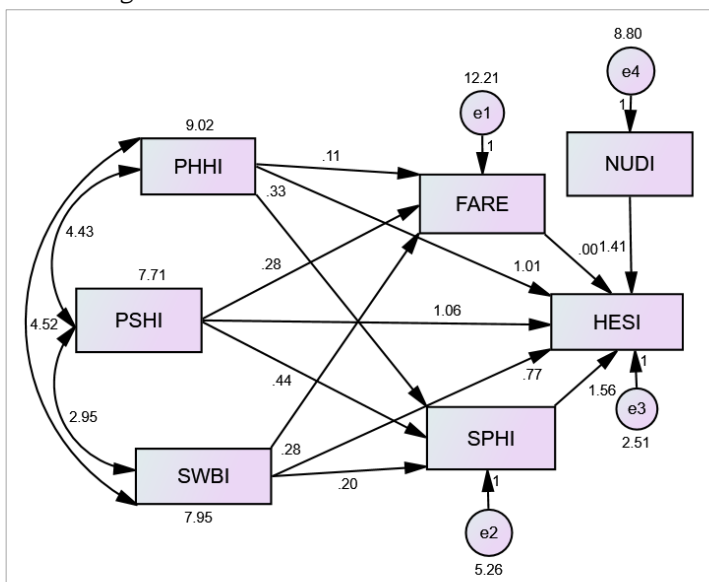 8.80
e4
12.21
1
e1
9.02
1
NUDI
PHHI
.11
FARE
.33
4.43
.28
.00
1.41
1.01
7.71
PSHI
4.52
1.06
HESI
.77
1
.44
1.56
e3
2.95
SPHI
2.51
.28
SWBI
.20
1
7.95
e2
5.26